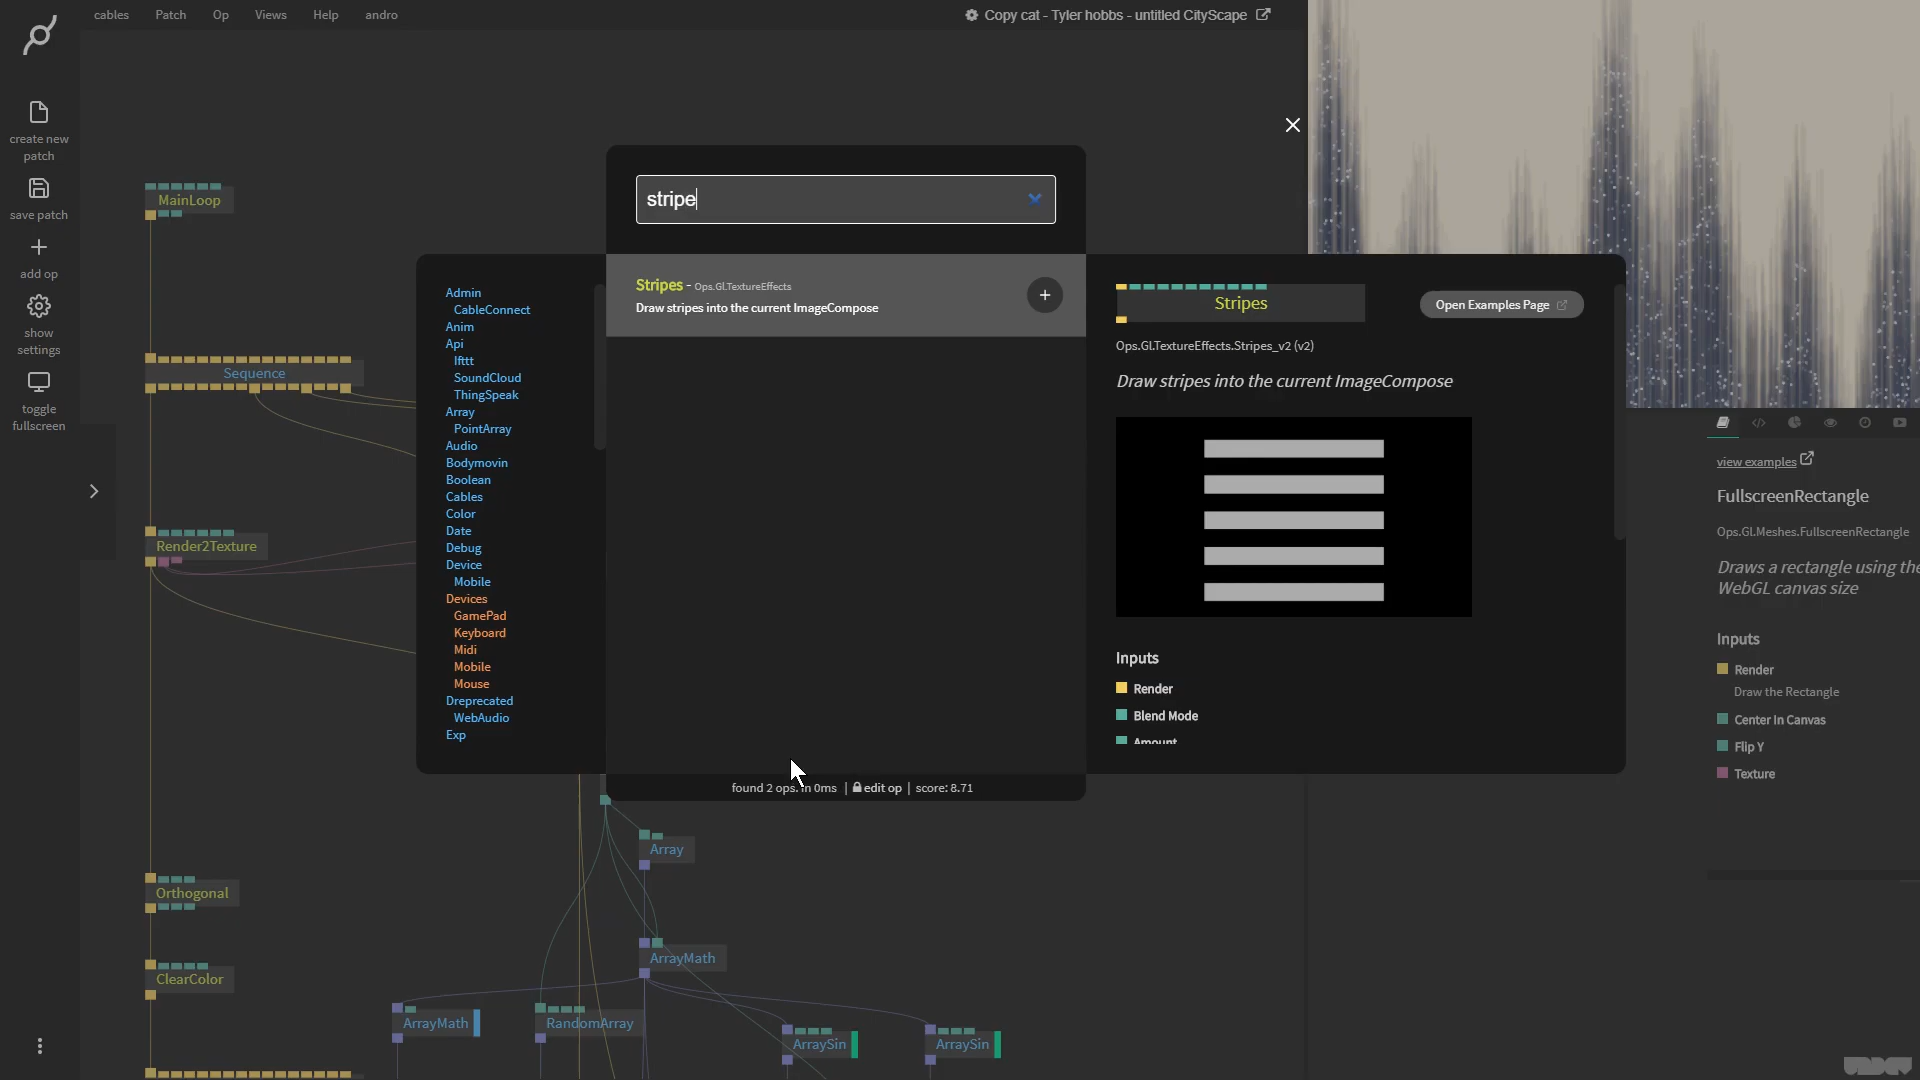 cables Patch Op Views Help andro
Copy cat - Tyler hobbs - untitled CityScape
create new
patch
save patch
add op
show
settings
toggle
fullscreen
MainLoop
Sequence
Render2Texture
Orthogonal
ClearColor
stripe
Admin
CableConnect
Anim
Api
Ifttt
SoundCloud
ThingSpeak
Array
PointArray
Audio
Bodymovin
Boolean
Cables
Color
Date
Debug
Device
Mobile
Devices
GamePad
Keyboard
Midi
Mobile
Mouse
Dreprecated
WebAudio
Exp
Stripes - Ops.Gl.TextureEffects
Draw stripes into the current ImageCompose
found 2 ops. in 0ms | edit op | score: 8.71
Stripes
Open Examples Page
Ops.Gl.TextureEffects.Stripes_v2 (v2)
Draw stripes into the current ImageCompose
Inputs
Render
Blend Mode
Amount
view examples
FullscreenRectangle
Ops.Gl.Meshes.FullscreenRectangle
Draws a rectangle using the
WebGL canvas size
Inputs
Render
Draw the Rectangle
Center In Canvas
Flip Y
Texture
Array
ArrayMath
ArrayMath
RandomArray
ArraySin
ArraySin